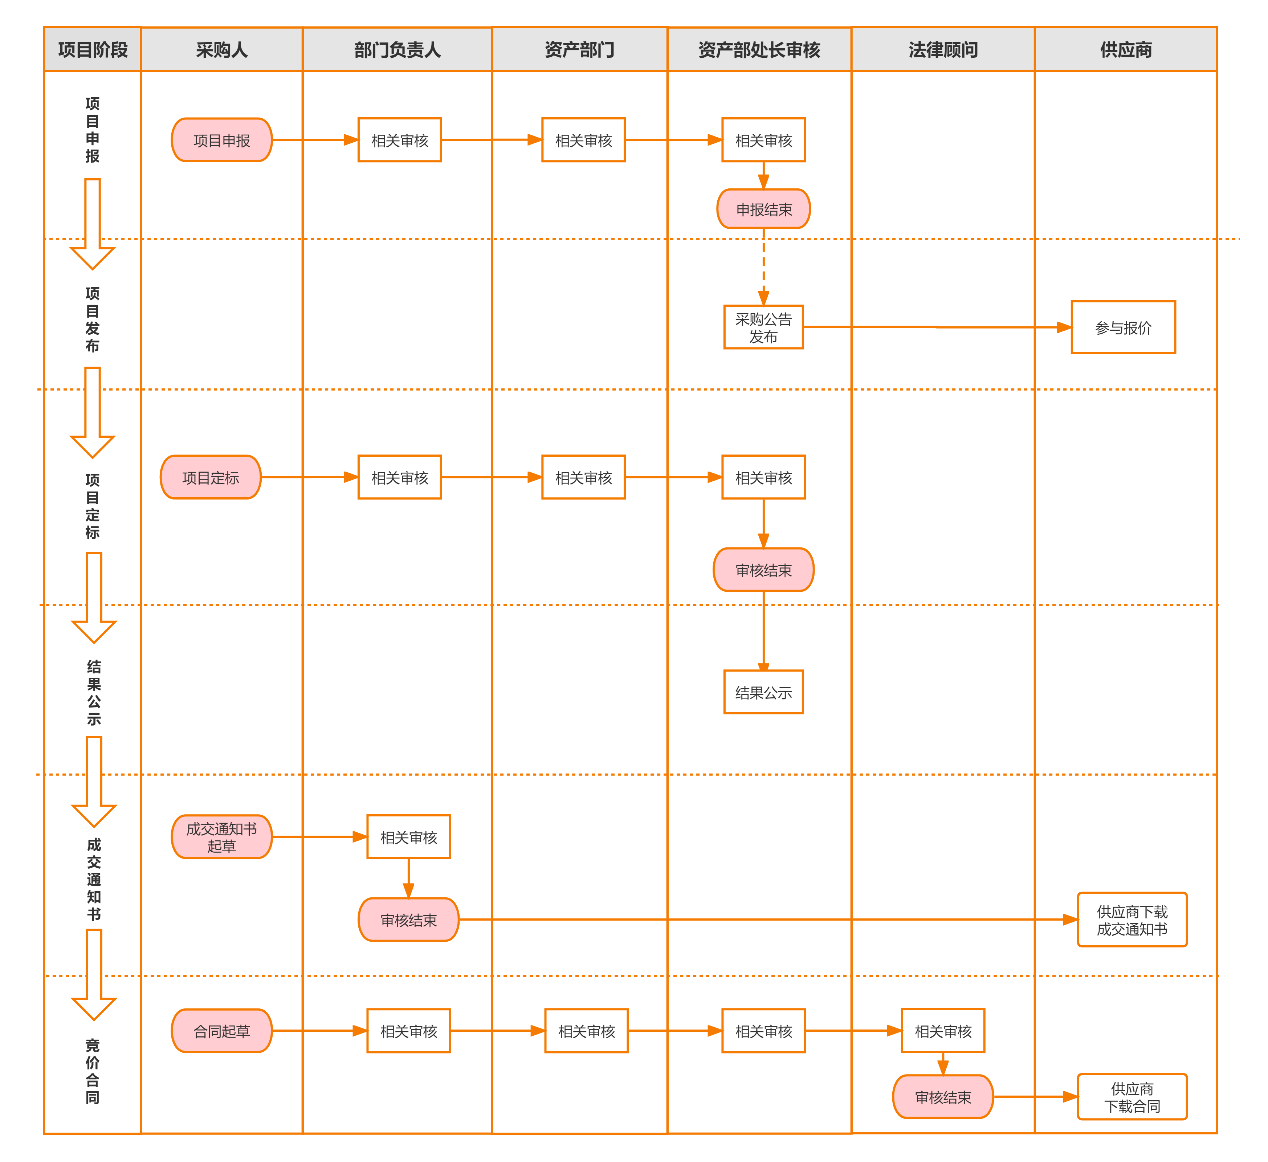 项目阶段
采购人
部门负责人
资产部门
资产部处长审核
法律顾问
供应商
项目申报
项目申报
相关审核
相关审核
相关审核
申报结束
项目发布
采购公告
发布
参与报价
项目定标
项目定标
相关审核
相关审核
相关审核
审核结束
结果公示
结果公示
成交通知书
成交通知书
起草
相关审核
审核结束
供应商下载
成交通知书
竟价合同
合同起草
相关审核
相关审核
相关审核
相关审核
审核结束
供应商
下载合同